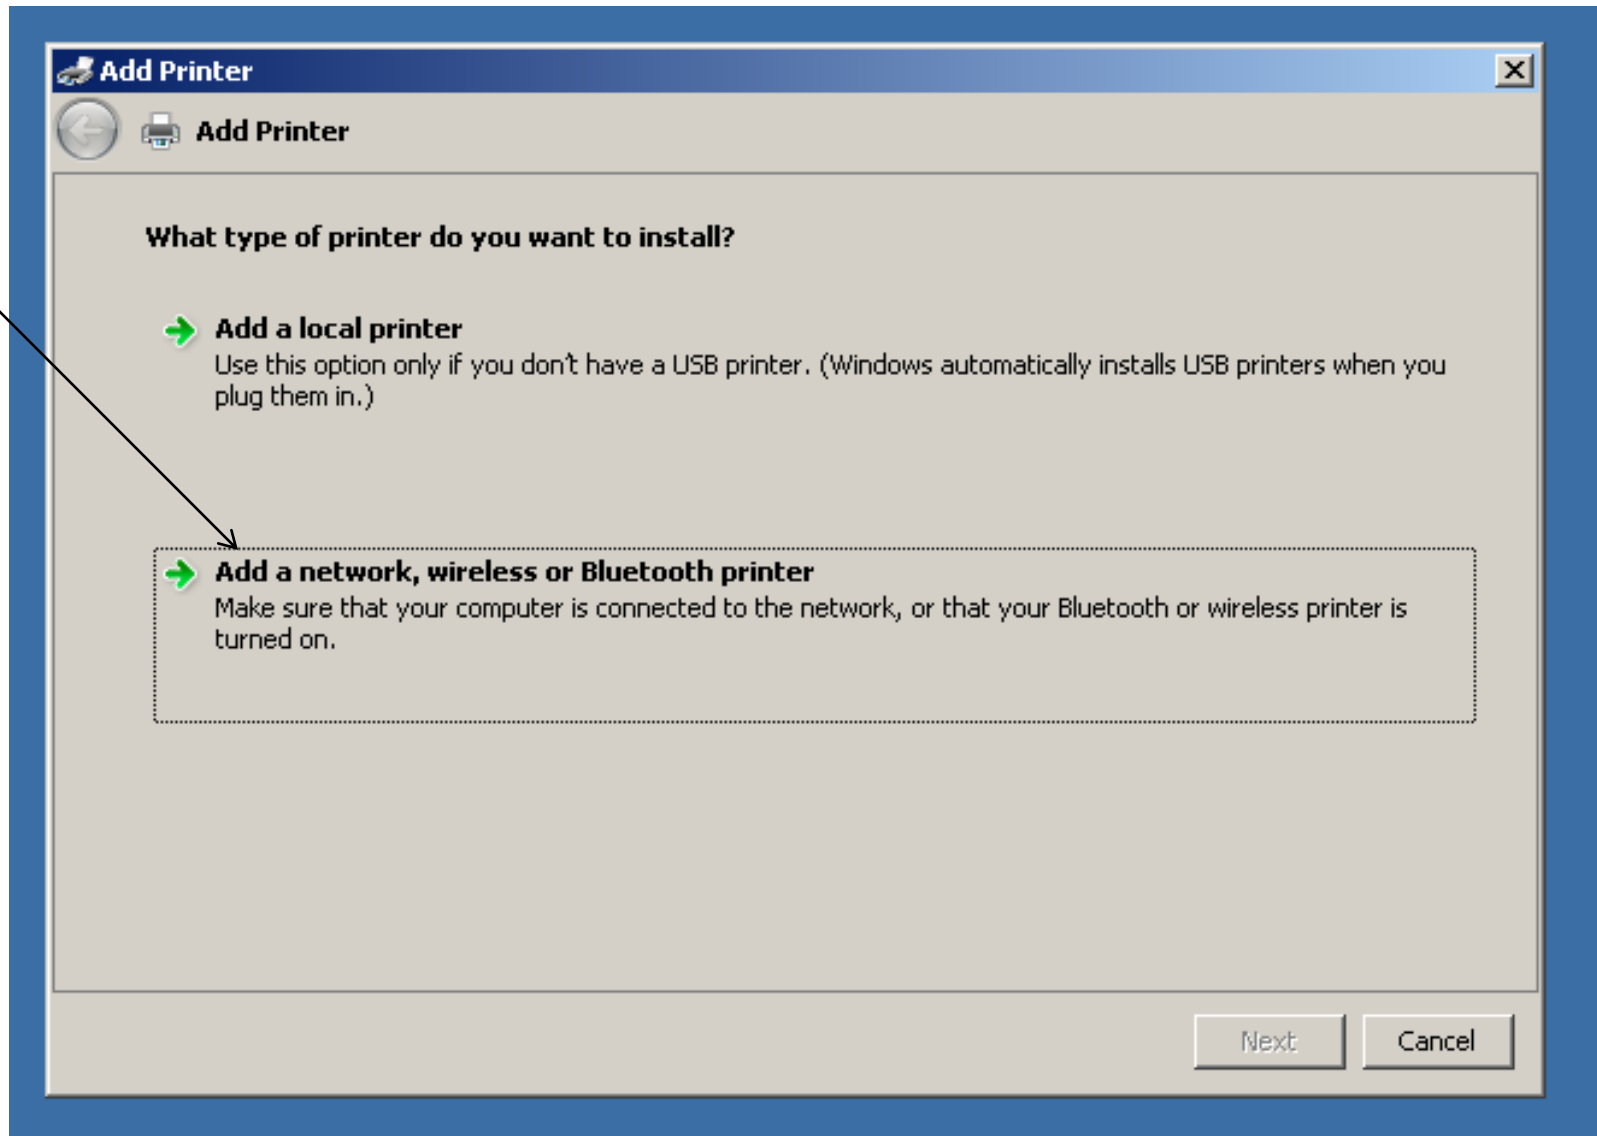 Add Printer
Add Printer
What type of printer do you want to install?
Add a local printer
Use this option only if you don't have a USB printer. (Windows automatically installs USB printers when you
plug them in.)
Add a network, wireless or Bluetooth printer
Make sure that your computer is connected to the network, or that your Bluetooth or wireless printer is
turned on.
Next
Cancel